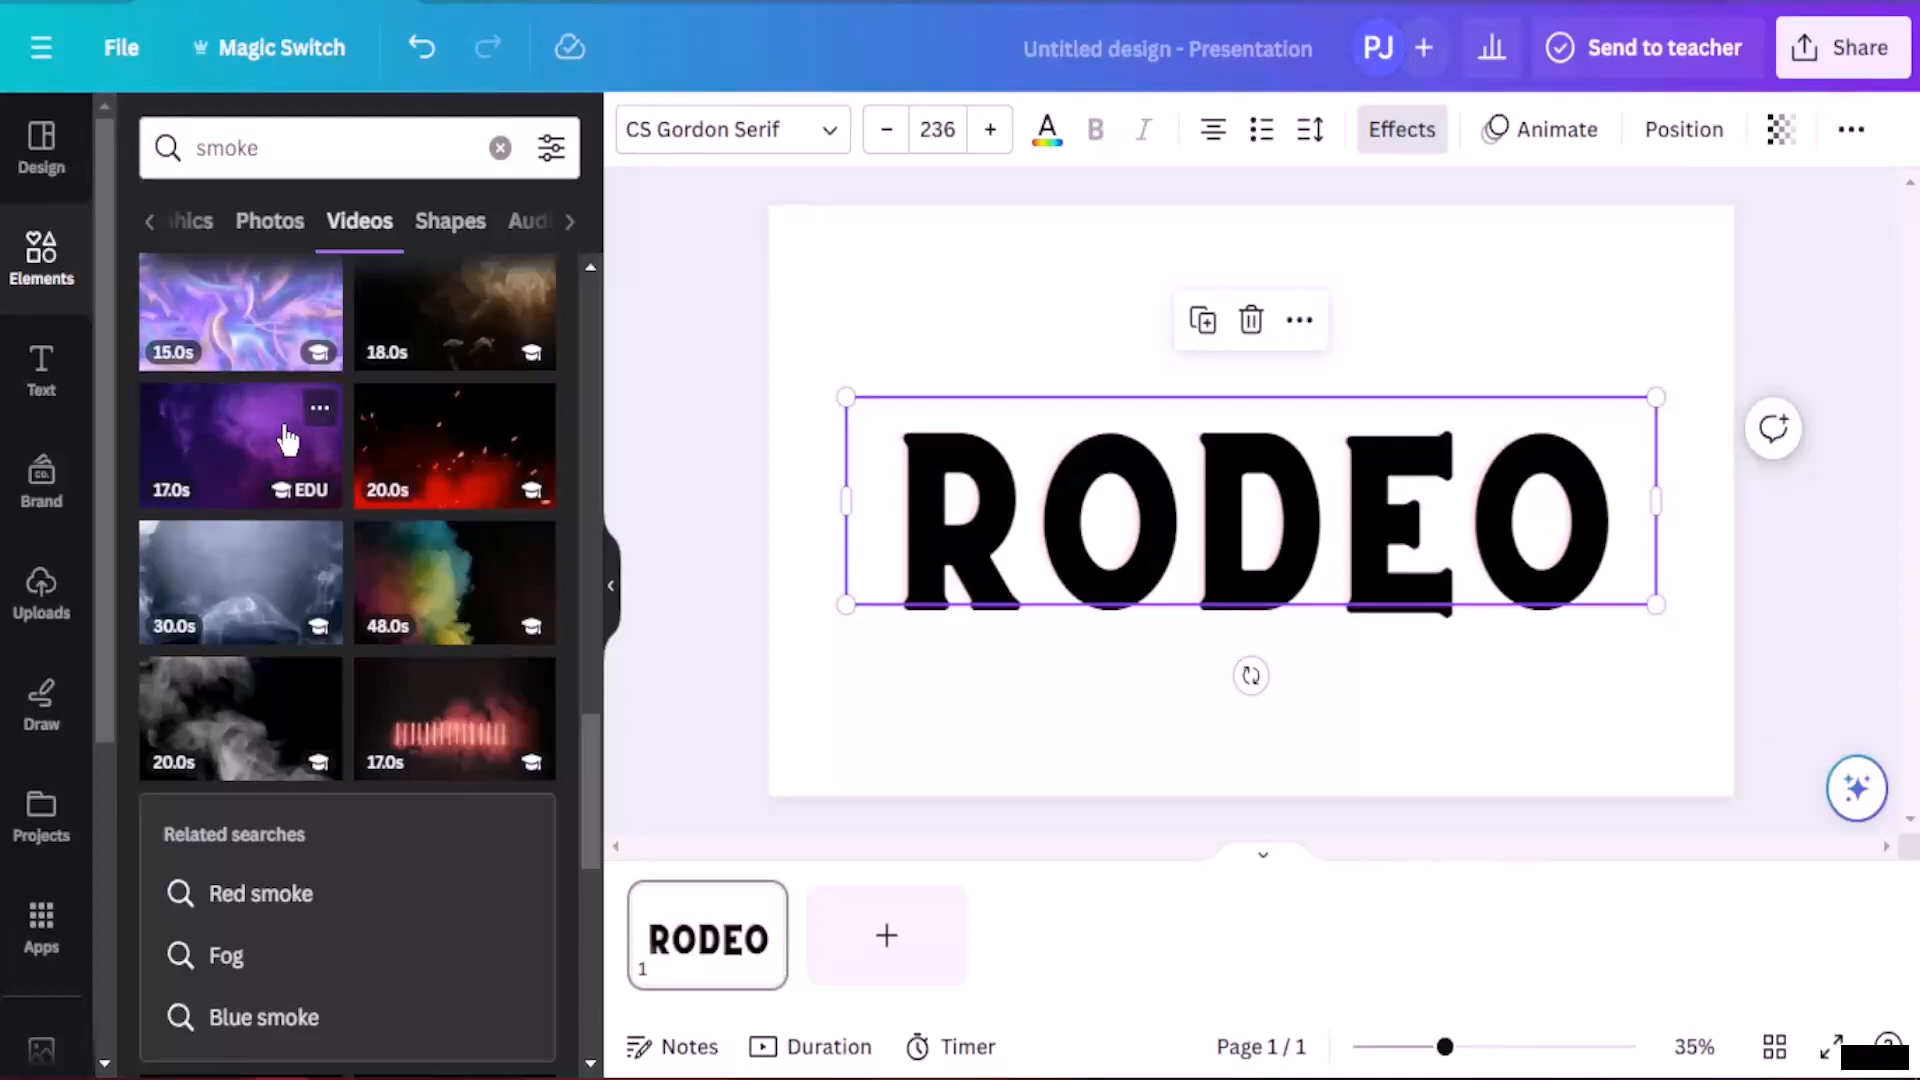 File
Magic Switch
Untitled design - Presentation
PJ
Send to teacher
Share
Design
Elements
Text
Brand
CO.
Uploads
Draw
Projects
Apps
smoke
hics
Photos
Videos
Shapes
Aud
15.0s
18.0s
17.0s
EDU
20.0s
30.0s
48.0s
20.0s
17.0s
Related searches
Red smoke
Fog
Blue smoke
CS Gordon Serif
236
A
B
I
Effects
Animate
Position
RODEO
RODEO
1
Notes
Duration
Timer
Page 1 / 1
35%